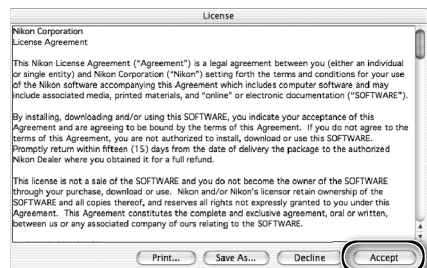 License
Nikon Corporation
License Agreement
This Nikon License Agreement ("Agreement") is a legal agreement between you (either an individual
or single entity) and Nikon Corporation ("Nikon") setting forth the terms and conditions for your use
of the Nikon software accompanying this Agreement which includes computer software and may
include associated media, printed materials, and "online" or electronic documentation ("SOFTWARE").
By installing, downloading and/or using this SOFTWARE, you indicate your acceptance of this
Agreement and are agreeing to be bound by the terms of this Agreement. If you do not agree to the
terms of this Agreement, you are not authorized to install, download or use this SOFTWARE.
Promptly return within fifteen (15) days from the date of delivery the package to the authorized
Nikon Dealer where you obtained it for a full refund.
This license is not a sale of the SOFTWARE and you do not become the owner of the SOFTWARE
through your purchase, download or use. Nikon and/or Nikon's licensor retain ownership of the
SOFTWARE and all copies thereof, and reserves all rights not expressly granted to you under this
Agreement. This Agreement constitutes the complete and exclusive agreement, oral or written,
between us or any associated company of ours relating to the SOFTWARE.
Print... Save As... Decline Accept